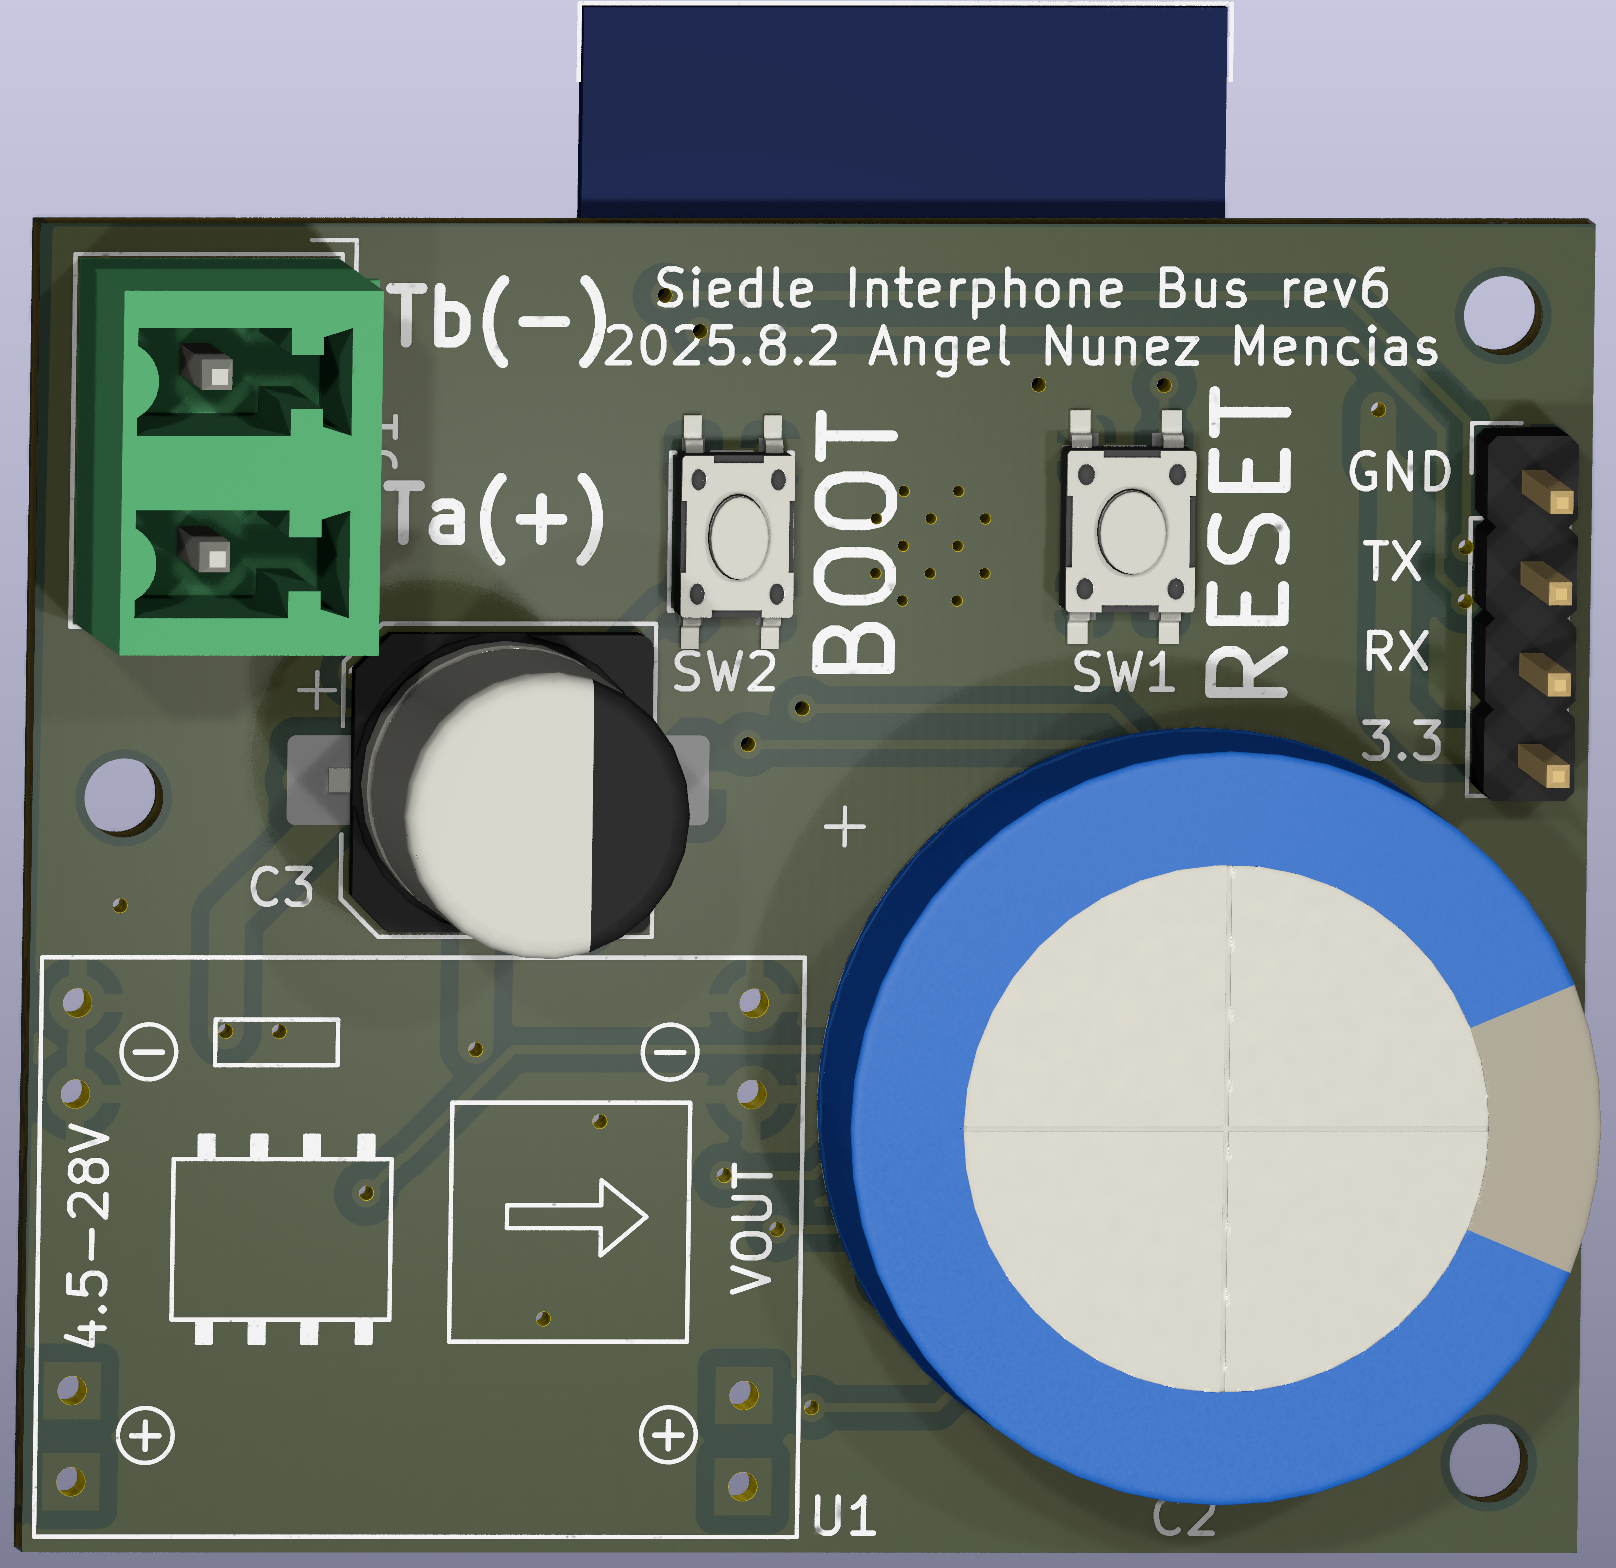 Siedle Interphone Bus rev6
2025.8.2 Angel Nunez Mencias
Tb(-)
J1
Ta(+)
BOOT
SW2
RESET
SW1
GND
TX
RX
3.3
+
C3
+
4.5-28V
VOUT
U1
C2